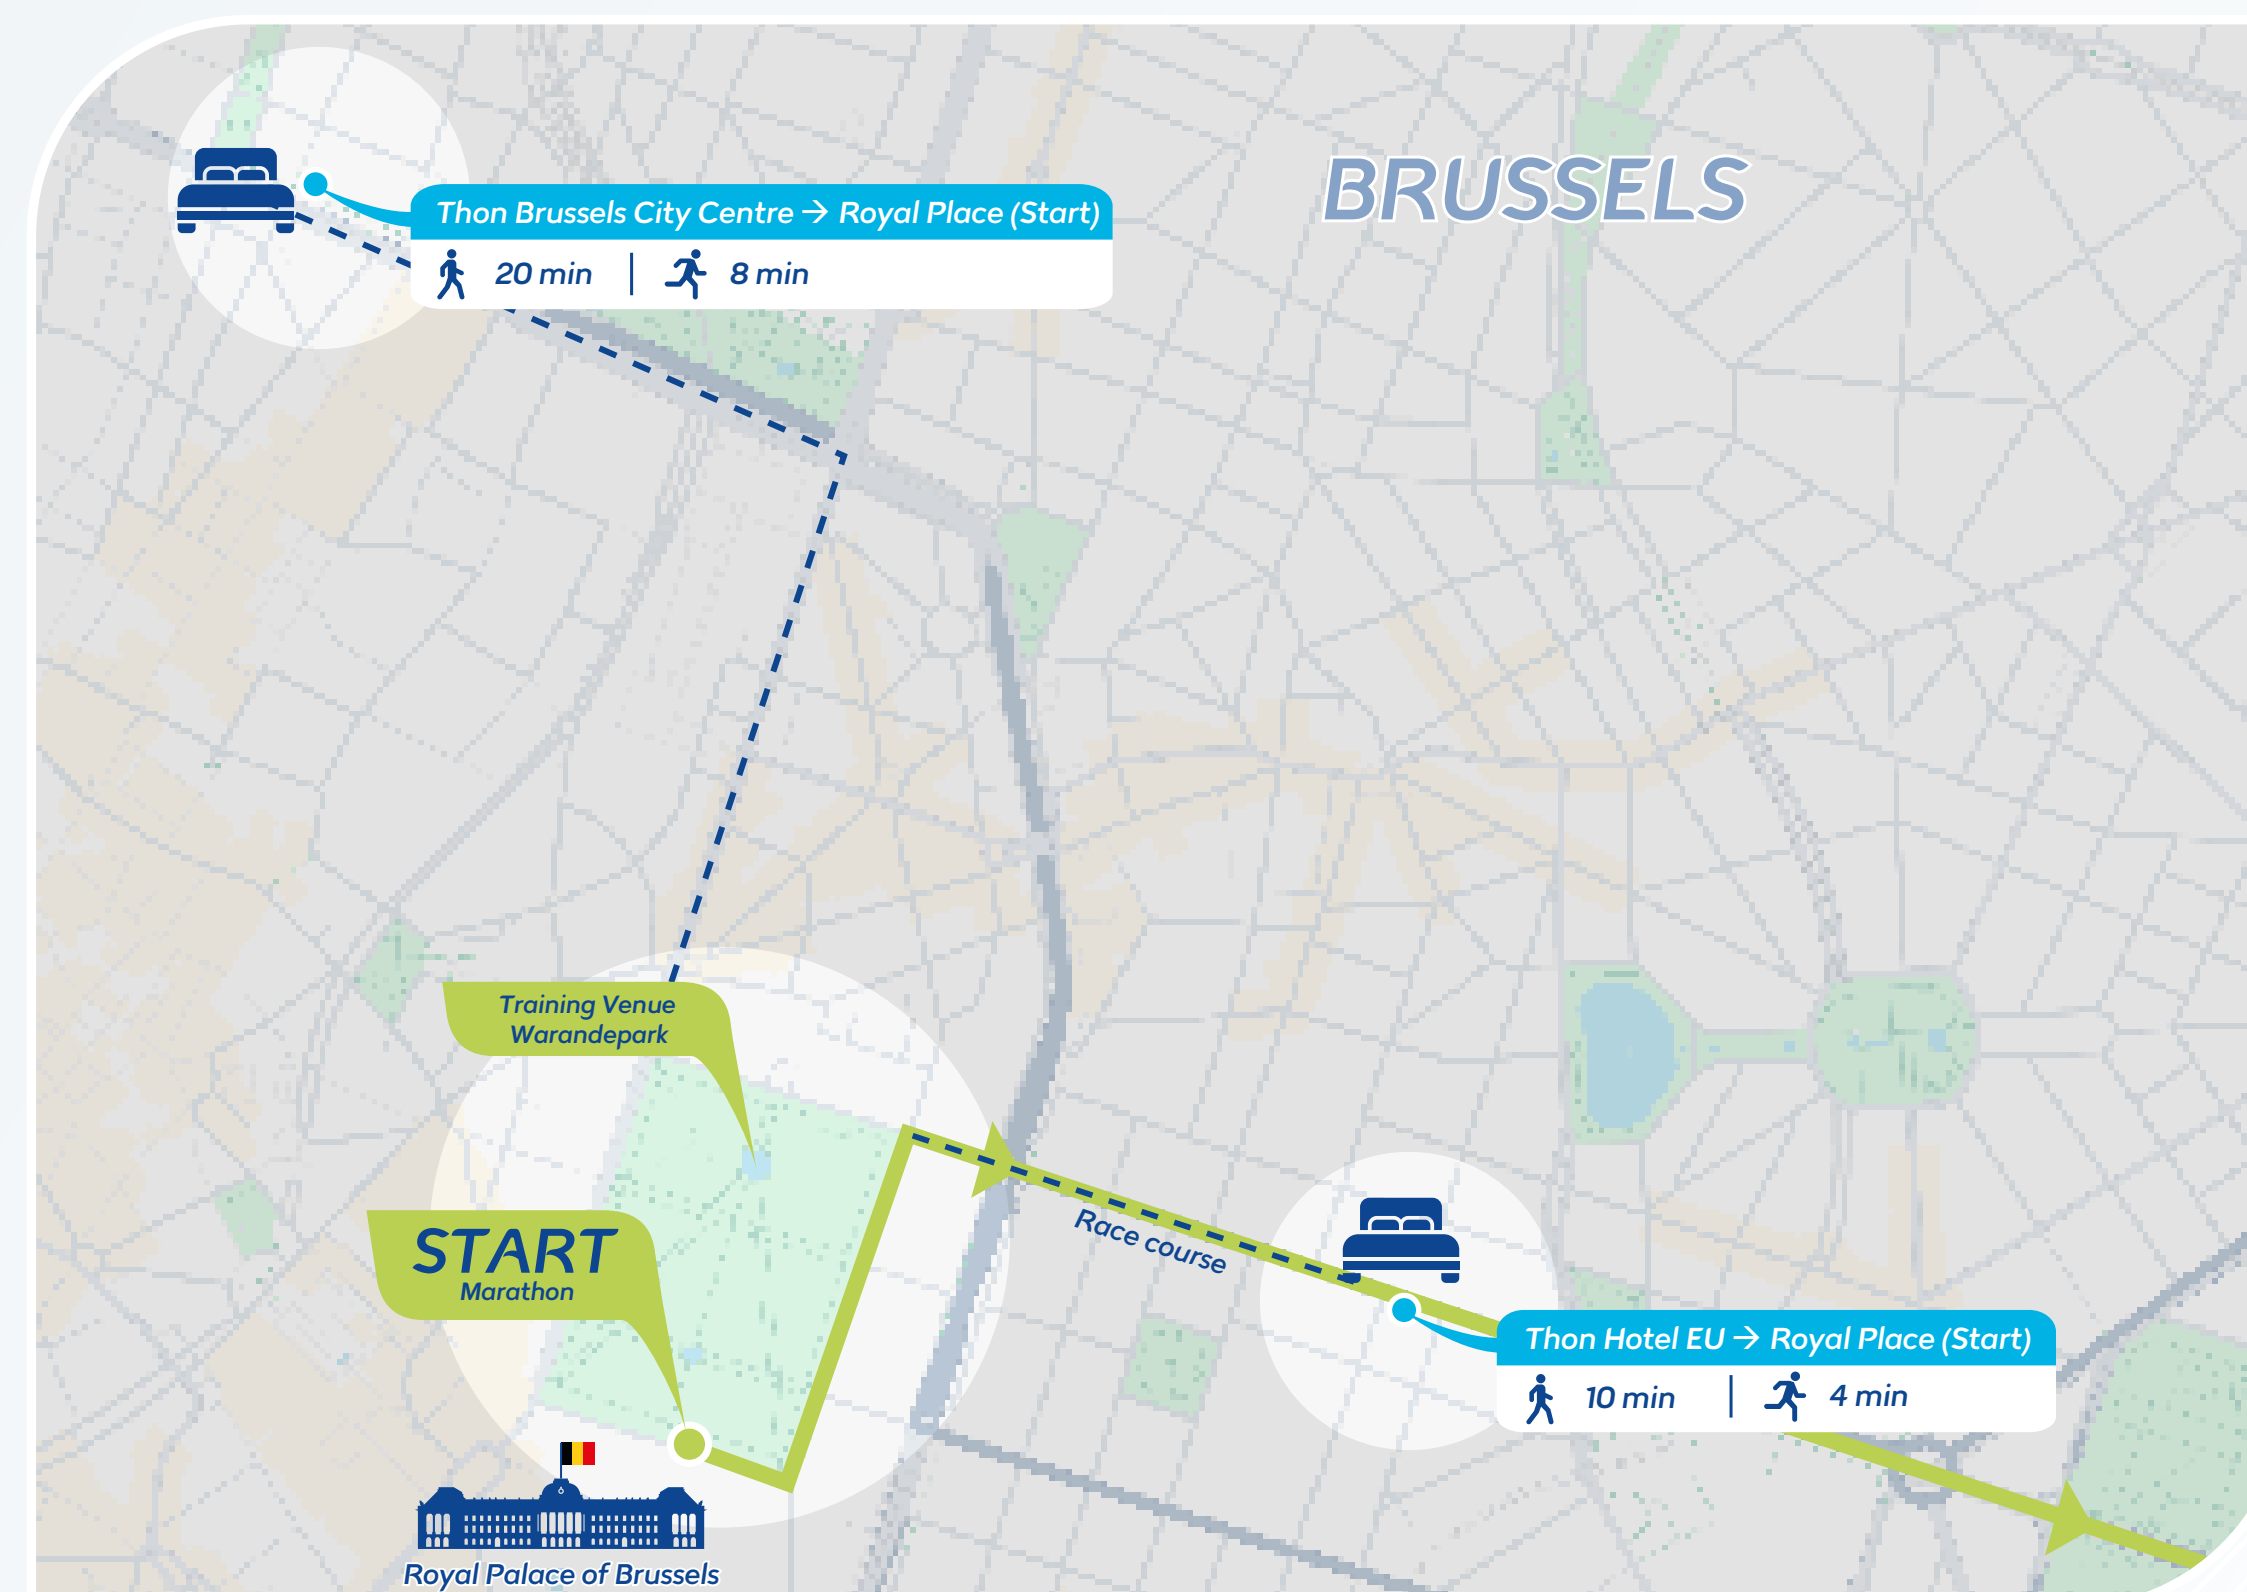 BRUSSELS
Thon Brussels City Centre → Royal Place (Start)
20 min | 8 min
Training Venue
Warandepark
START
Marathon
Race course
Thon Hotel EU → Royal Place (Start)
10 min | 4 min
Royal Palace of Brussels